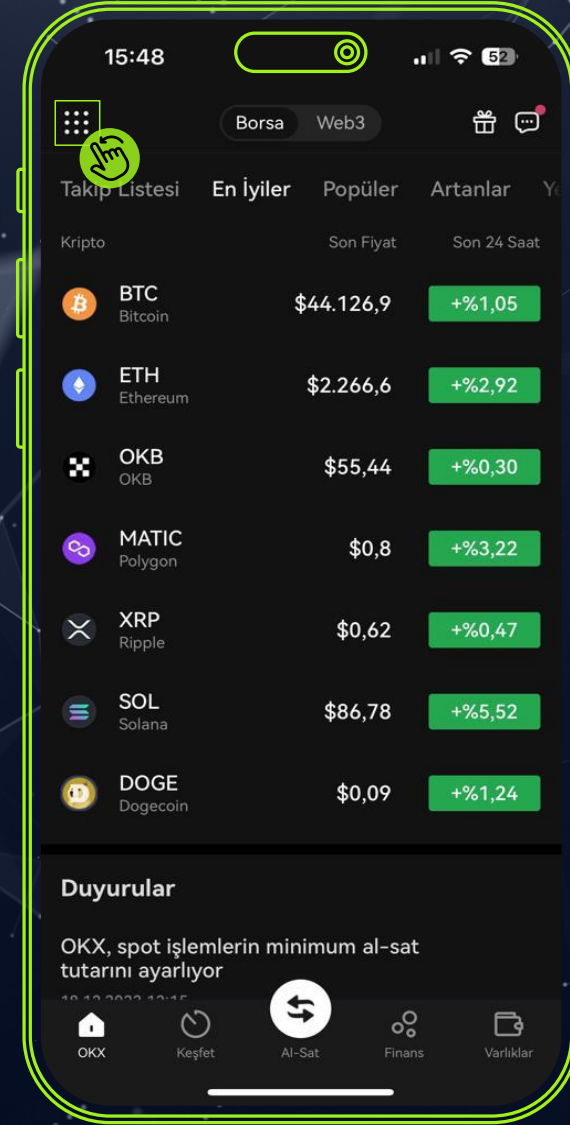 15:48
52
Borsa Web3
Takip Listesi En İyiler Popüler Artanlar Ye
Kripto Son Fiyat Son 24 Saat
BTC $44.126,9 +%1,05
Bitcoin
ETH $2.266,6 +%2,92
Ethereum
OKB $55,44 +%0,30
OKB
MATIC $0,8 +%3,22
Polygon
XRP $0,62 +%0,47
Ripple
SOL $86,78 +%5,52
Solana
DOGE $0,09 +%1,24
Dogecoin
Duyurular
OKX, spot işlemlerin minimum al-sat
tutarını ayarlıyor
OKX Keşfet Al-Sat Finans Varlıklar